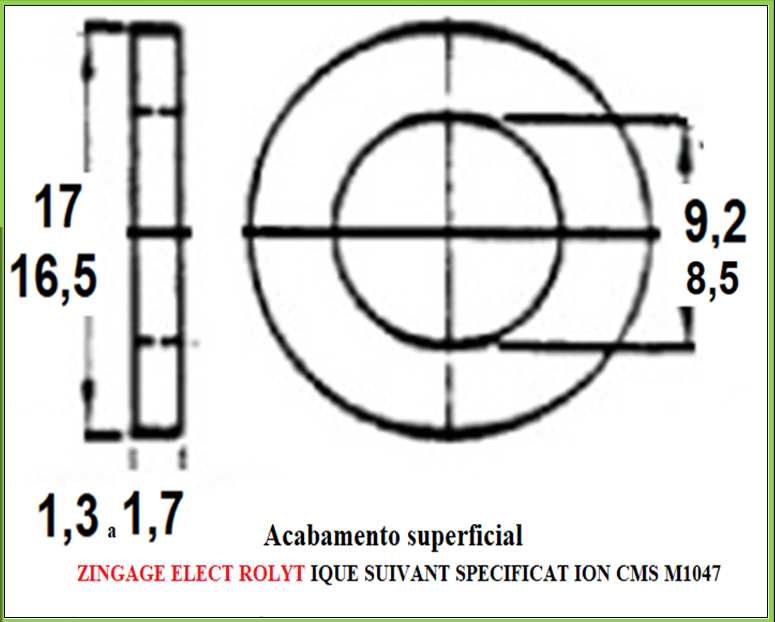 17
16,5
9,2
8,5
1,3 a 1,7
Acabamento superficial
ZINGAGE ELECT ROLYT IQUE SUIVANT SPECIFICAT ION CMS M1047